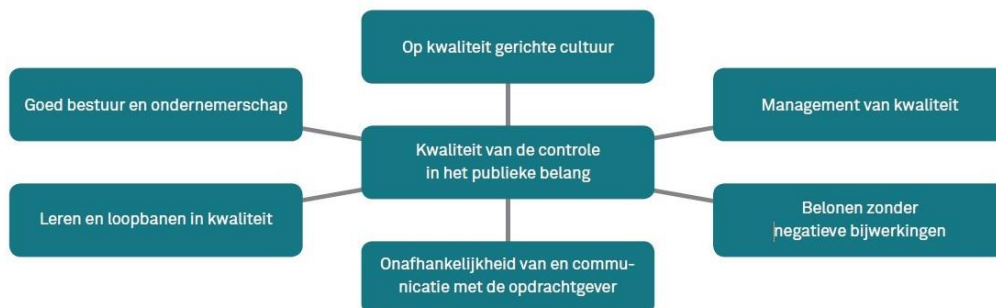 Op kwaliteit gerichte cultuur
Goed bestuur en ondernemerschap
Management van kwaliteit
Kwaliteit van de controle
in het publieke belang
Leren en loopbanen in kwaliteit
Belonen zonder
negatieve bijwerkingen
Onafhankelijkheid van en commu-
nicatie met de opdrachtgever